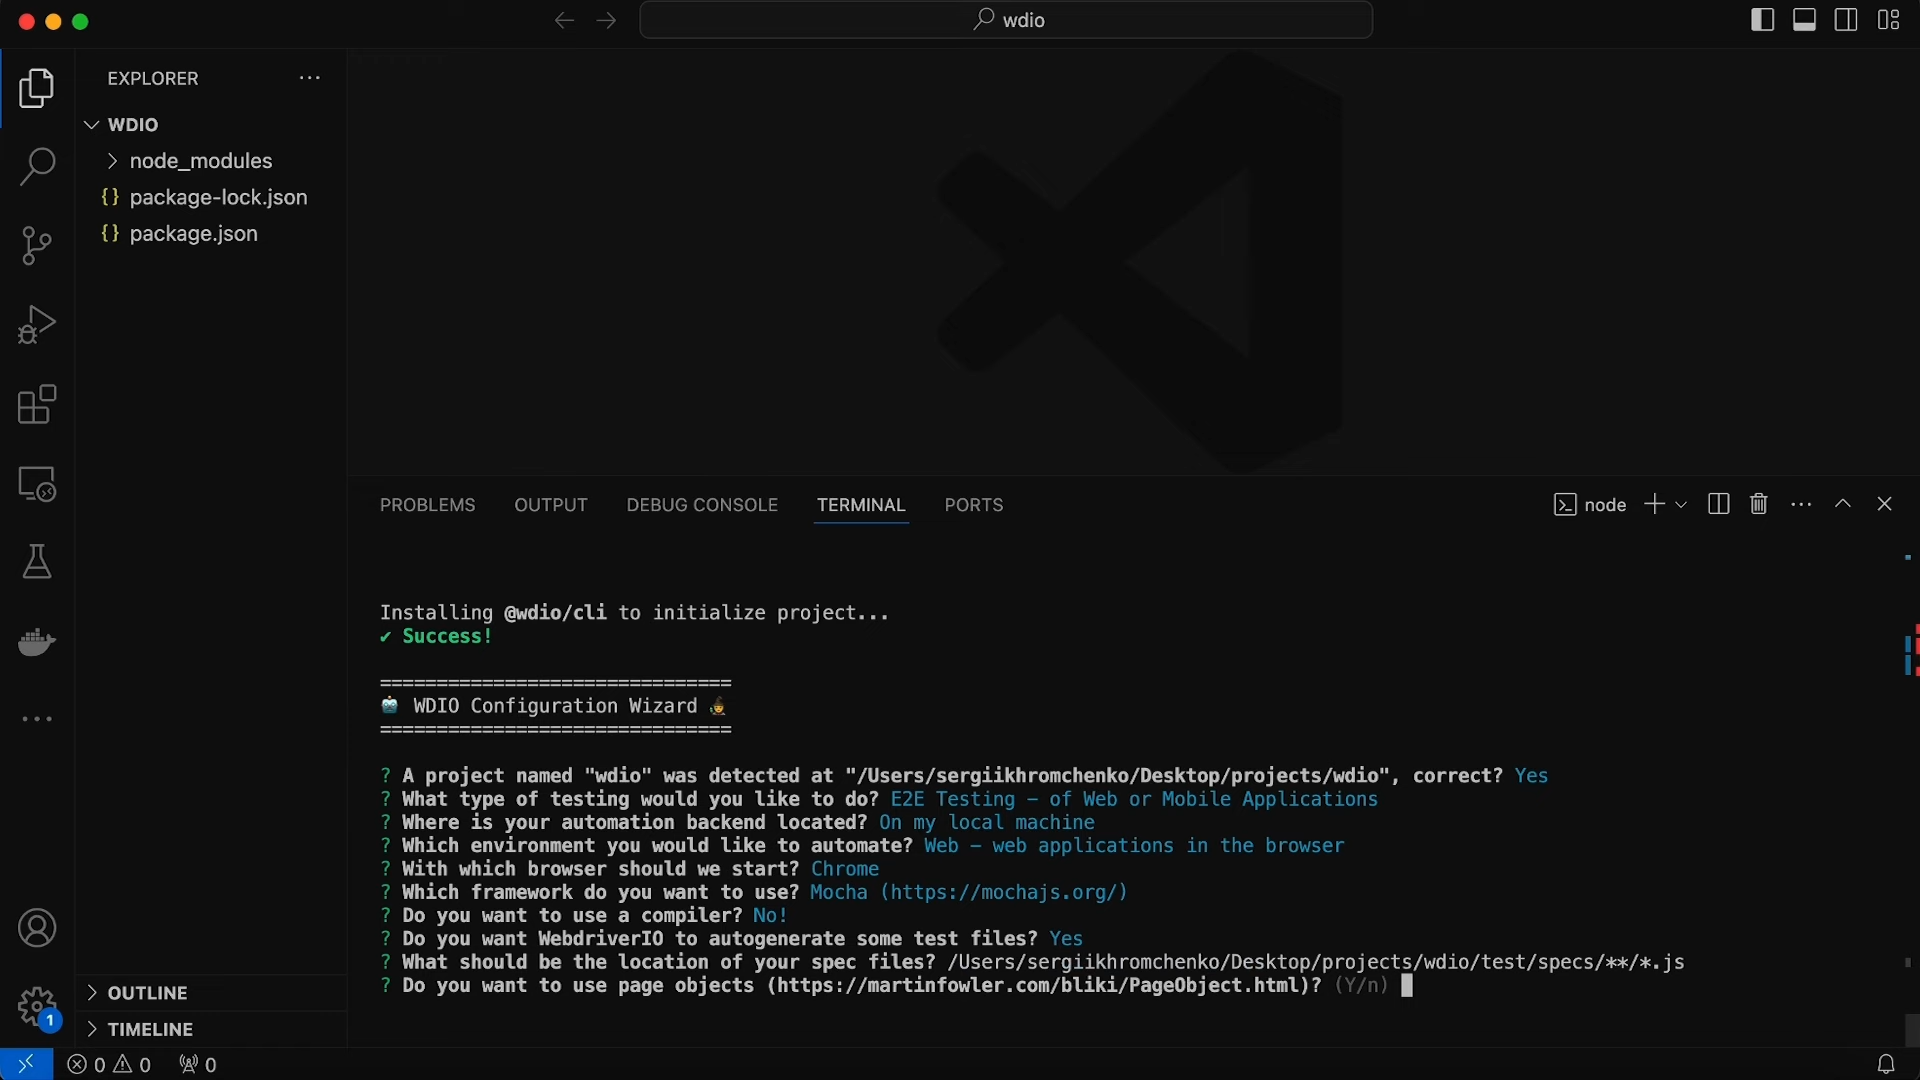 wdio
EXPLORER
WDIO
node_modules
{} package-lock.json
{} package.json
OUTLINE
TIMELINE
1
0 0 0
PROBLEMS OUTPUT DEBUG CONSOLE TERMINAL PORTS
node
Installing @wdio/cli to initialize project...
✔ Success!
===============================
🤖 WDIO Configuration Wizard 🧙
===============================
? A project named "wdio" was detected at "/Users/sergiikhromchenko/Desktop/projects/wdio", correct? Yes
? What type of testing would you like to do? E2E Testing – of Web or Mobile Applications
? Where is your automation backend located? On my local machine
? Which environment you would like to automate? Web – web applications in the browser
? With which browser should we start? Chrome
? Which framework do you want to use? Mocha (https://mochajs.org/)
? Do you want to use a compiler? No!
? Do you want WebdriverIO to autogenerate some test files? Yes
? What should be the location of your spec files? /Users/sergiikhromchenko/Desktop/projects/wdio/test/specs/**/*.js
? Do you want to use page objects (https://martinfowler.com/bliki/PageObject.html)? (Y/n)